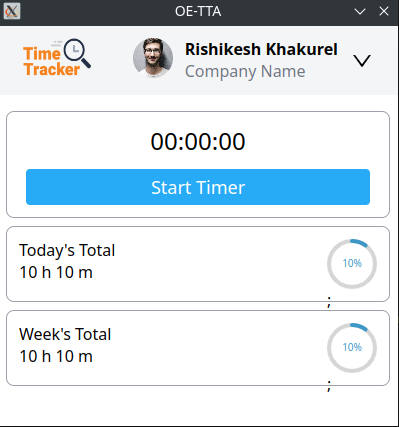 OE-TTA
Time
Tracker
Rishikesh Khakurel
Company Name
00:00:00
Start Timer
Today's Total
10 h 10 m
10%
;
Week's Total
10 h 10 m
10%
;